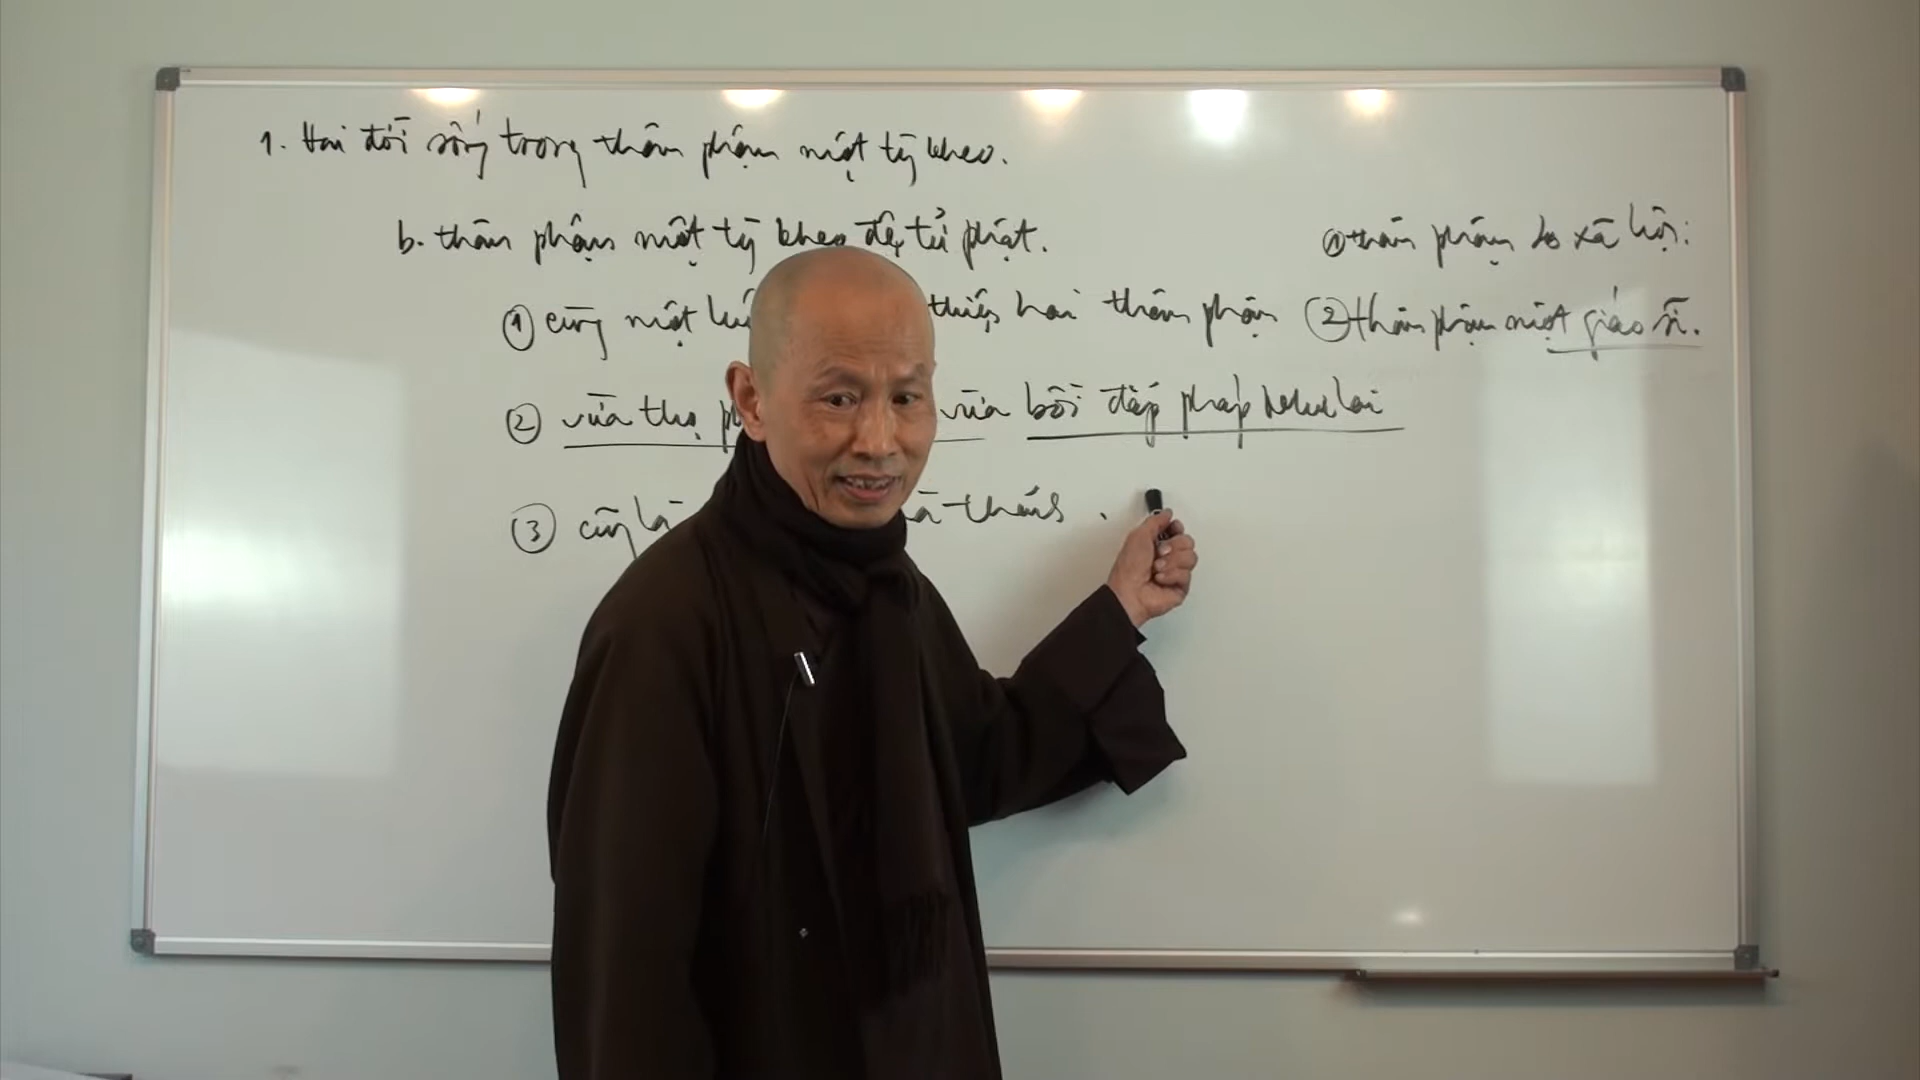 1. Hai đời sống trong thân phận một tỳ kheo.
b. thân phận một tỳ kheo đệ tử phật.
① thân phận do xã hội:
① cùng một lúc thiệp hai thân phận
② thân phận một giáo sĩ.
② vừa thọ vừa bồi đắp pháp Như lai
③ cũng là thánh.